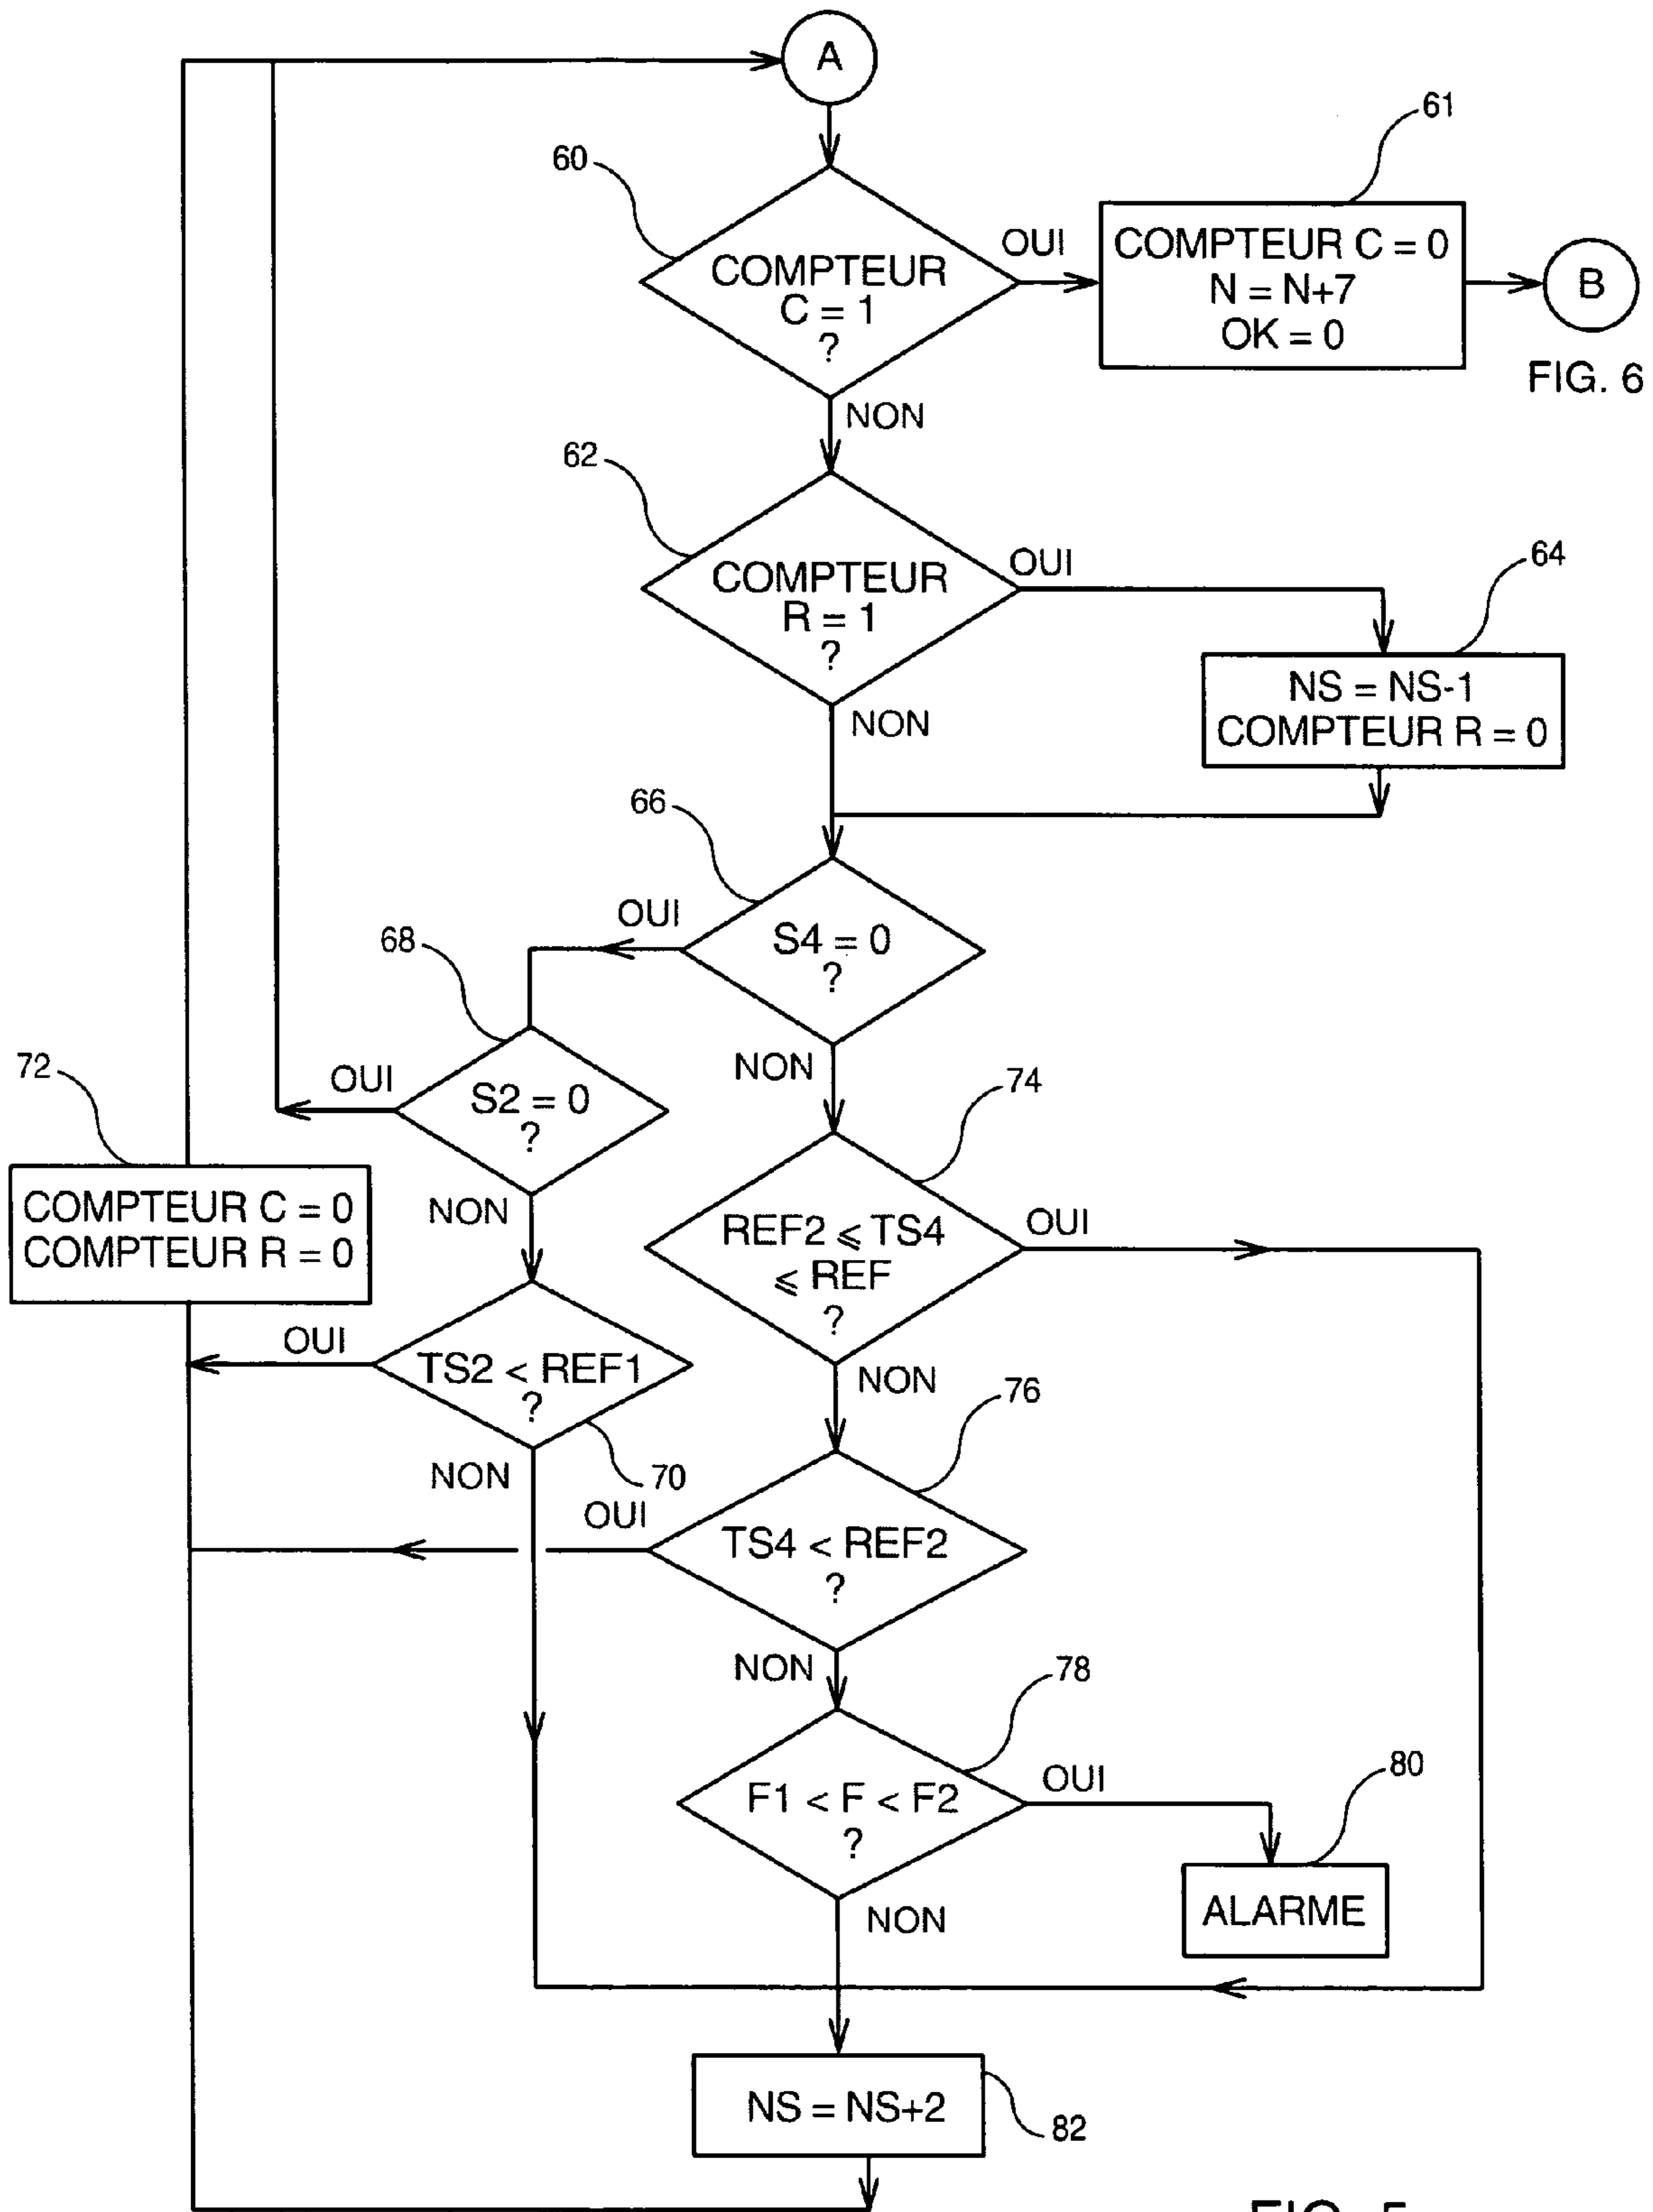 A
61
60
OUI
COMPTEUR
C = 1
?
COMPTEUR C = 0
N = N+7
OK = 0
B
FIG. 6
NON
62
OUI
64
COMPTEUR
R = 1
?
NS = NS-1
COMPTEUR R = 0
NON
66
OUI
S4 = 0
?
68
NON
72
OUI
S2 = 0
?
74
COMPTEUR C = 0
COMPTEUR R = 0
NON
REF2 ⩽ TS4
⩽ REF
?
OUI
OUI
TS2 < REF1
?
NON
76
NON
70
OUI
TS4 < REF2
?
NON
78
F1 < F < F2
?
OUI
80
ALARME
NON
NS = NS+2
82
FIG. 5